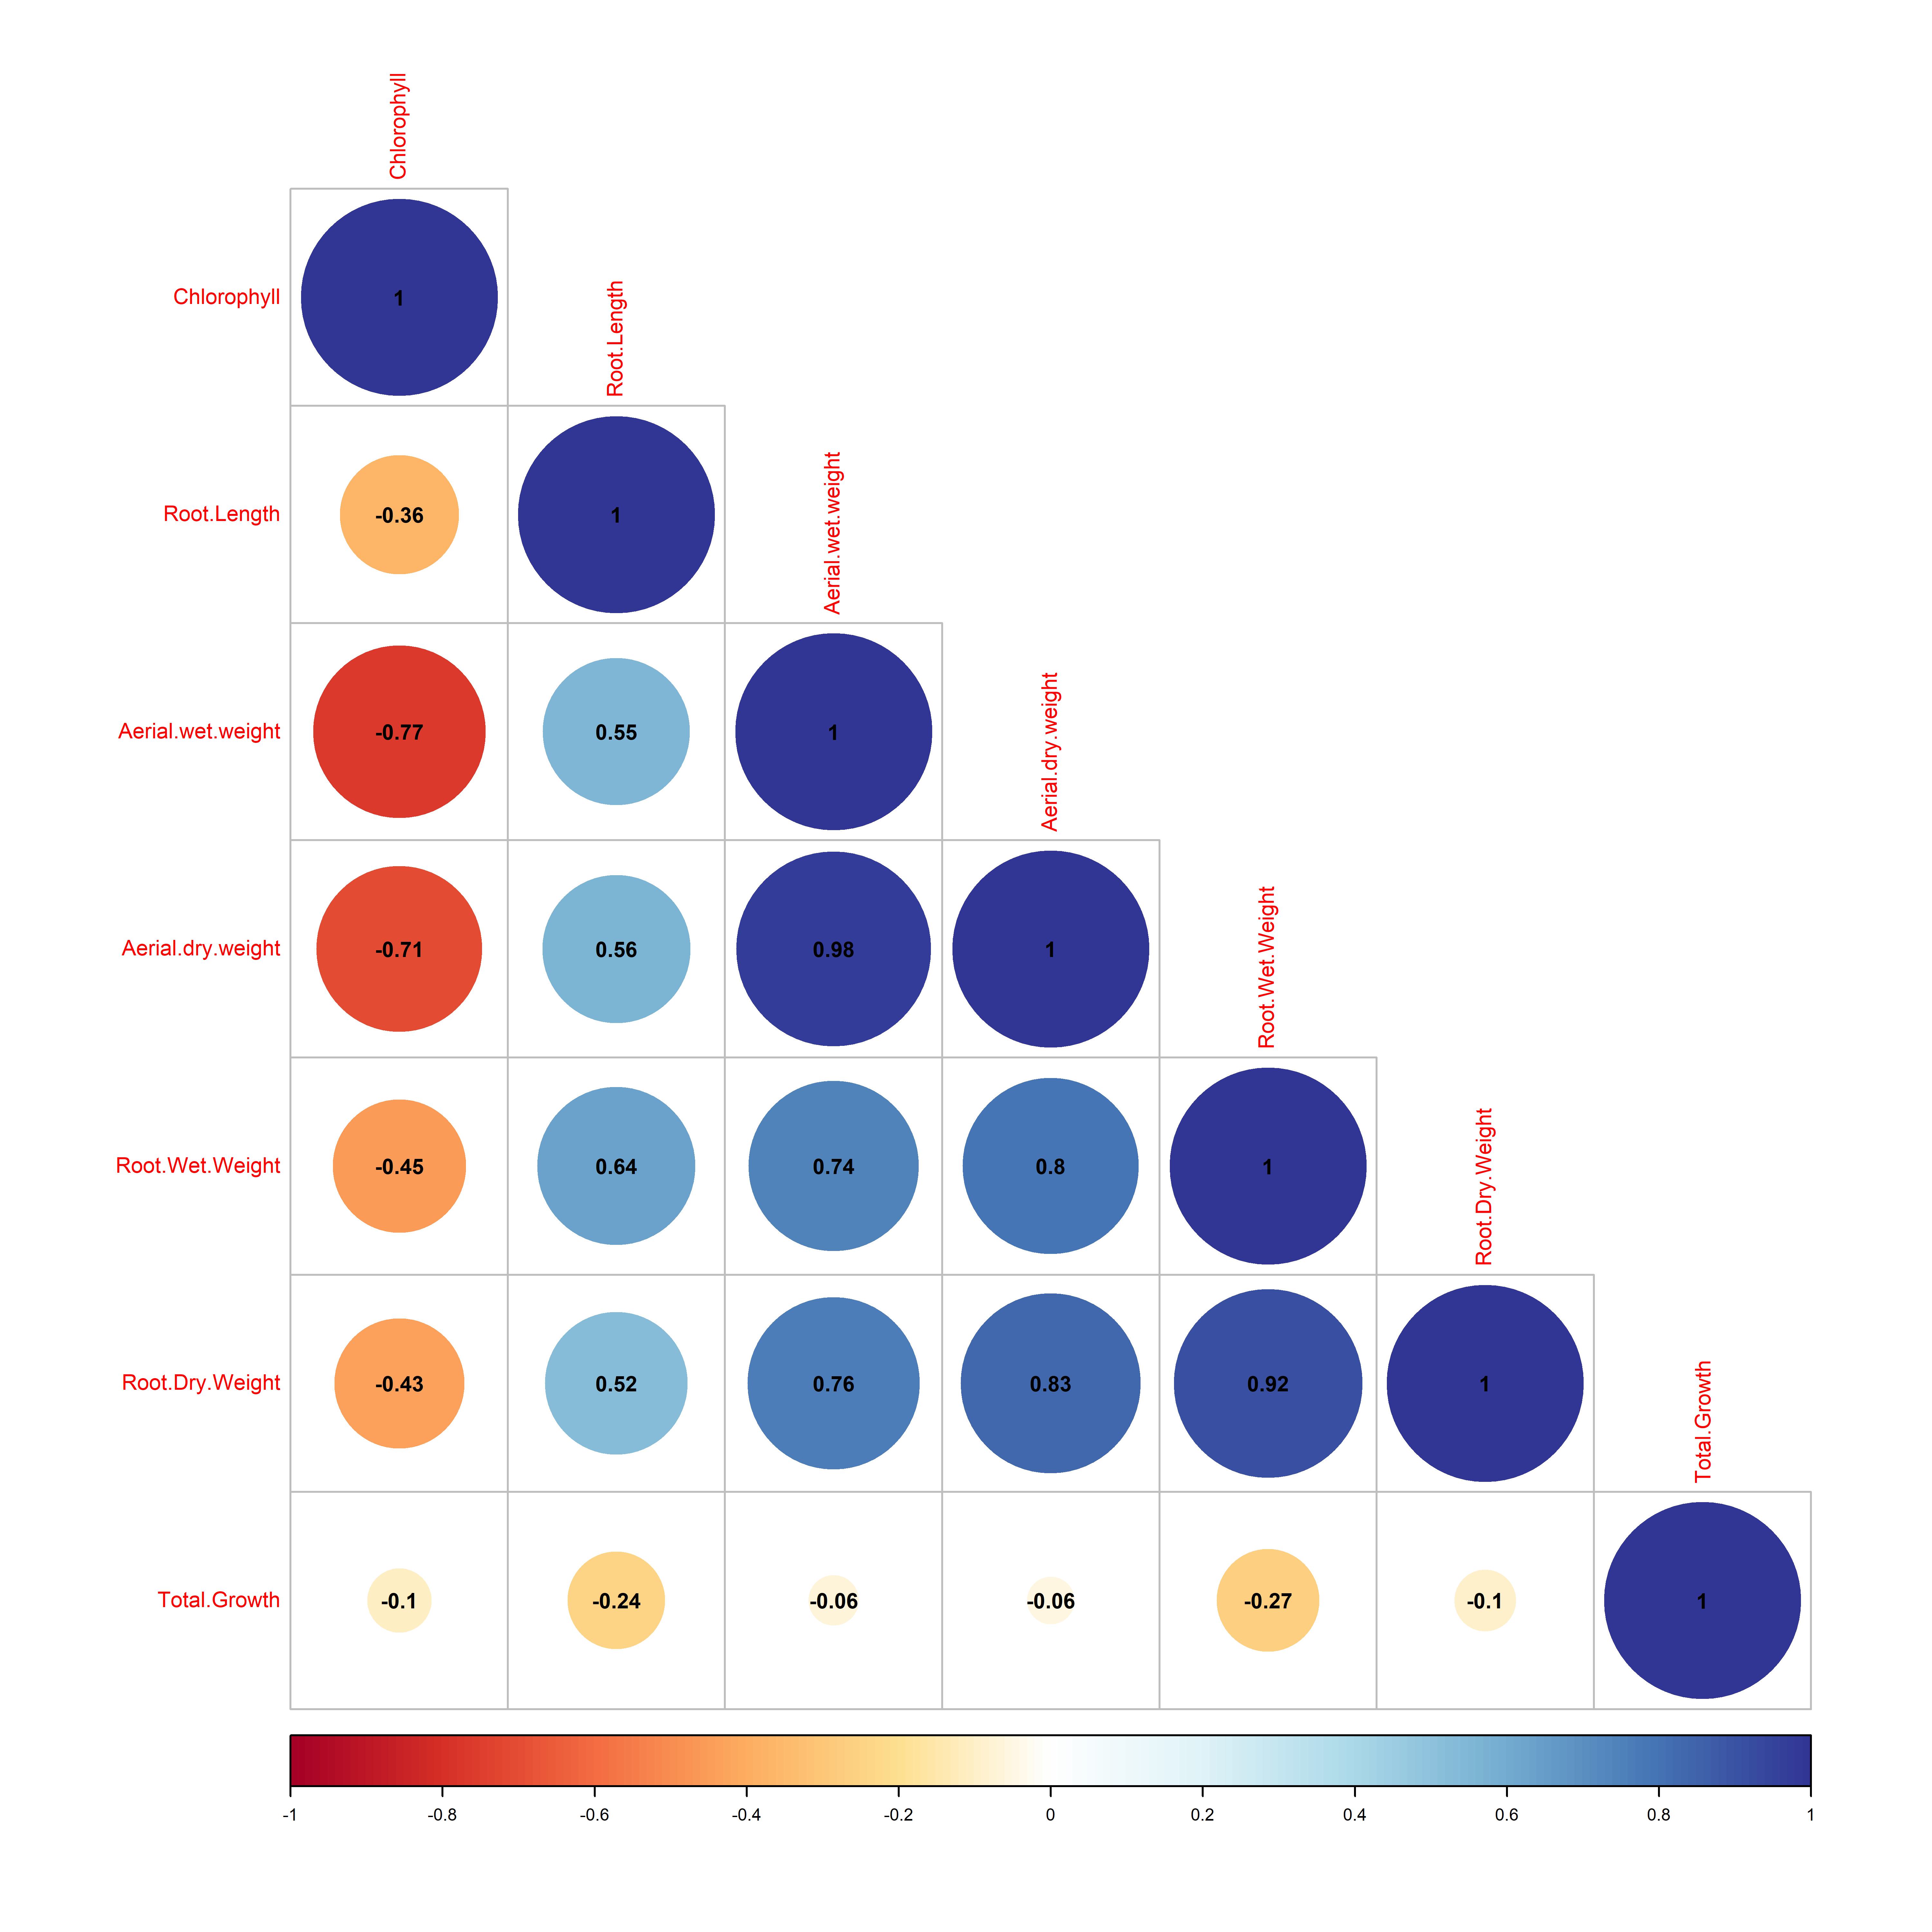 Chlorophyll
Chlorophyll 1
Root.Length
Root.Length -0.36 1
Aerial.wet.weight
Aerial.wet.weight -0.77 0.55 1
Aerial.dry.weight
Aerial.dry.weight -0.71 0.56 0.98 1
Root.Wet.Weight
Root.Wet.Weight -0.45 0.64 0.74 0.8 1
Root.Dry.Weight
Root.Dry.Weight -0.43 0.52 0.76 0.83 0.92 1
Total.Growth
Total.Growth -0.1 -0.24 -0.06 -0.06 -0.27 -0.1 1
-1 -0.8 -0.6 -0.4 -0.2 0 0.2 0.4 0.6 0.8 1